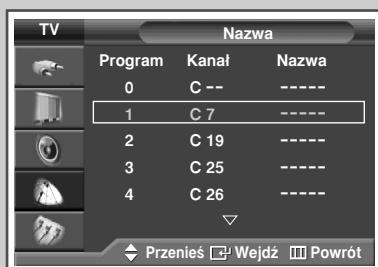 TV
Nazwa
Program Kanał Nazwa
0 C -- -----
1 C 7 -----
2 C 19 -----
3 C 25 -----
4 C 26 -----
Przenieś Wejdź Powrót